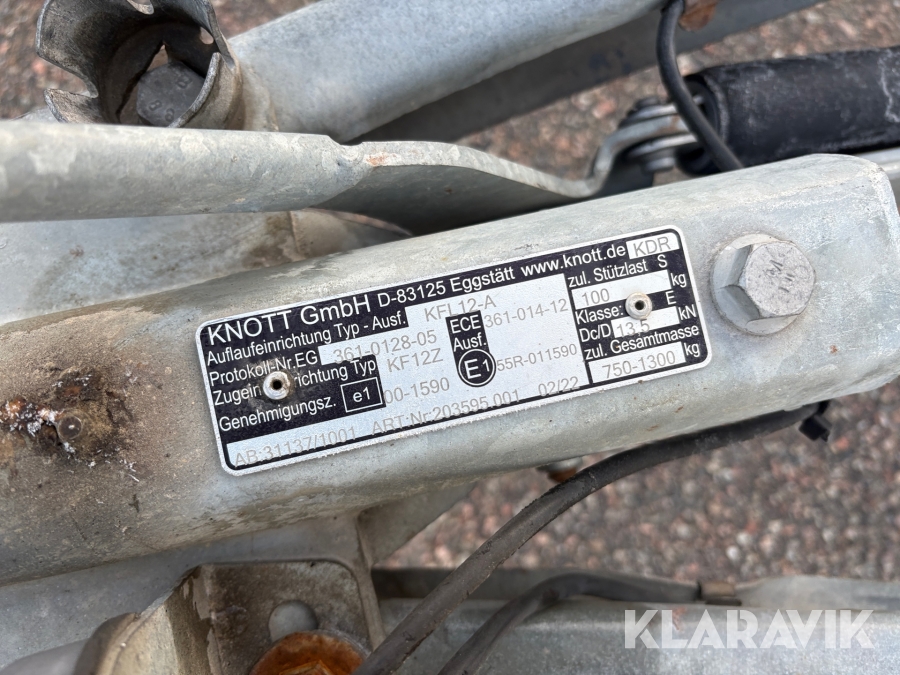 KNOTT GmbH D-83125 Eggstätt www.knott.de KDR
Auflaufeinrichtung Typ - Ausf. KFL12-A
Protokoll-Nr.EG 361-0128-05 ECE Ausf. 361-014-12
Zugein richtung Typ KF12Z
Genehmigungsz. e1 00-1590 E1 55R-011590
AB:31137/1001 ART-Nr:203595.001 02/22
zul. Stützlast S
100 kg
Klasse: E
Dc/D 13,5 kN
zul. Gesamtmasse
750-1300 kg
KLARAVIK